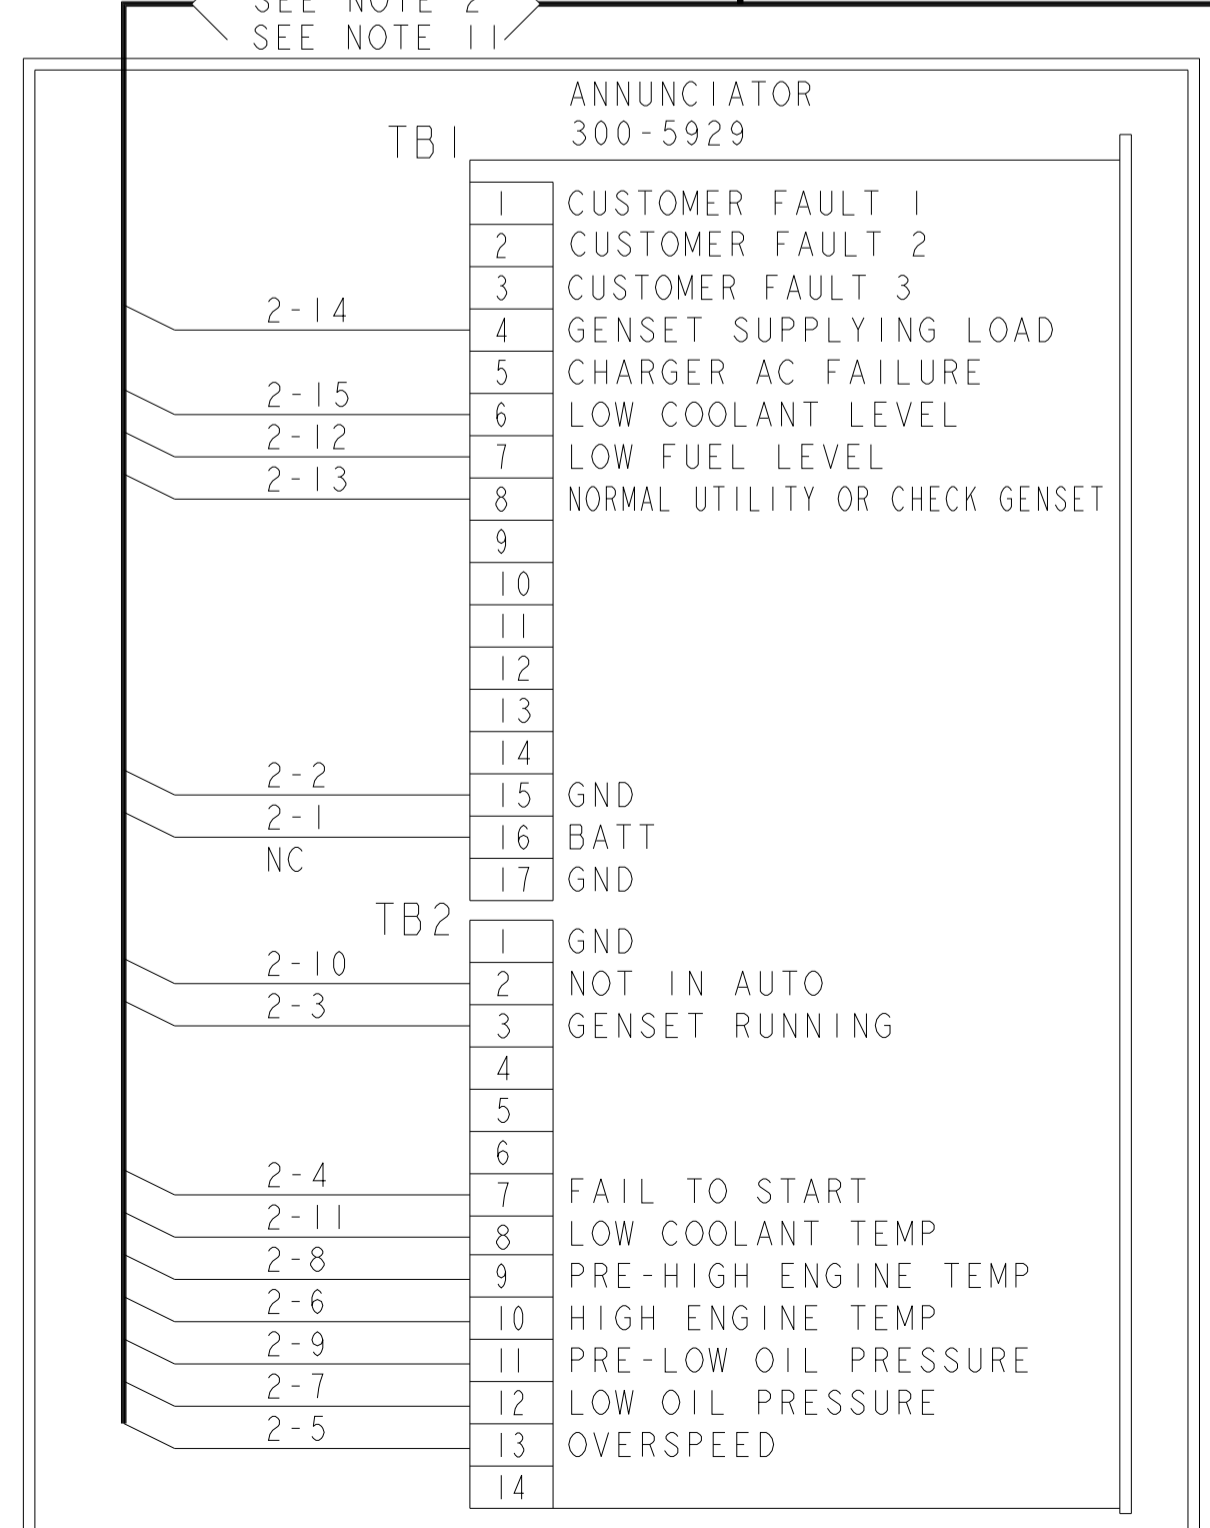 SEE NOTE 2
SEE NOTE 11
ANNUNCIATOR
300-5929
TB1
1 CUSTOMER FAULT 1
2 CUSTOMER FAULT 2
3 CUSTOMER FAULT 3
2-14 4 GENSET SUPPLYING LOAD
5 CHARGER AC FAILURE
2-15 6 LOW COOLANT LEVEL
2-12 7 LOW FUEL LEVEL
2-13 8 NORMAL UTILITY OR CHECK GENSET
9
10
11
12
13
14
2-2 15 GND
2-1 16 BATT
NC 17 GND
TB2
1 GND
2-10 2 NOT IN AUTO
2-3 3 GENSET RUNNING
4
5
6
2-4 7 FAIL TO START
2-11 8 LOW COOLANT TEMP
2-8 9 PRE-HIGH ENGINE TEMP
2-6 10 HIGH ENGINE TEMP
2-9 11 PRE-LOW OIL PRESSURE
2-7 12 LOW OIL PRESSURE
2-5 13 OVERSPEED
14